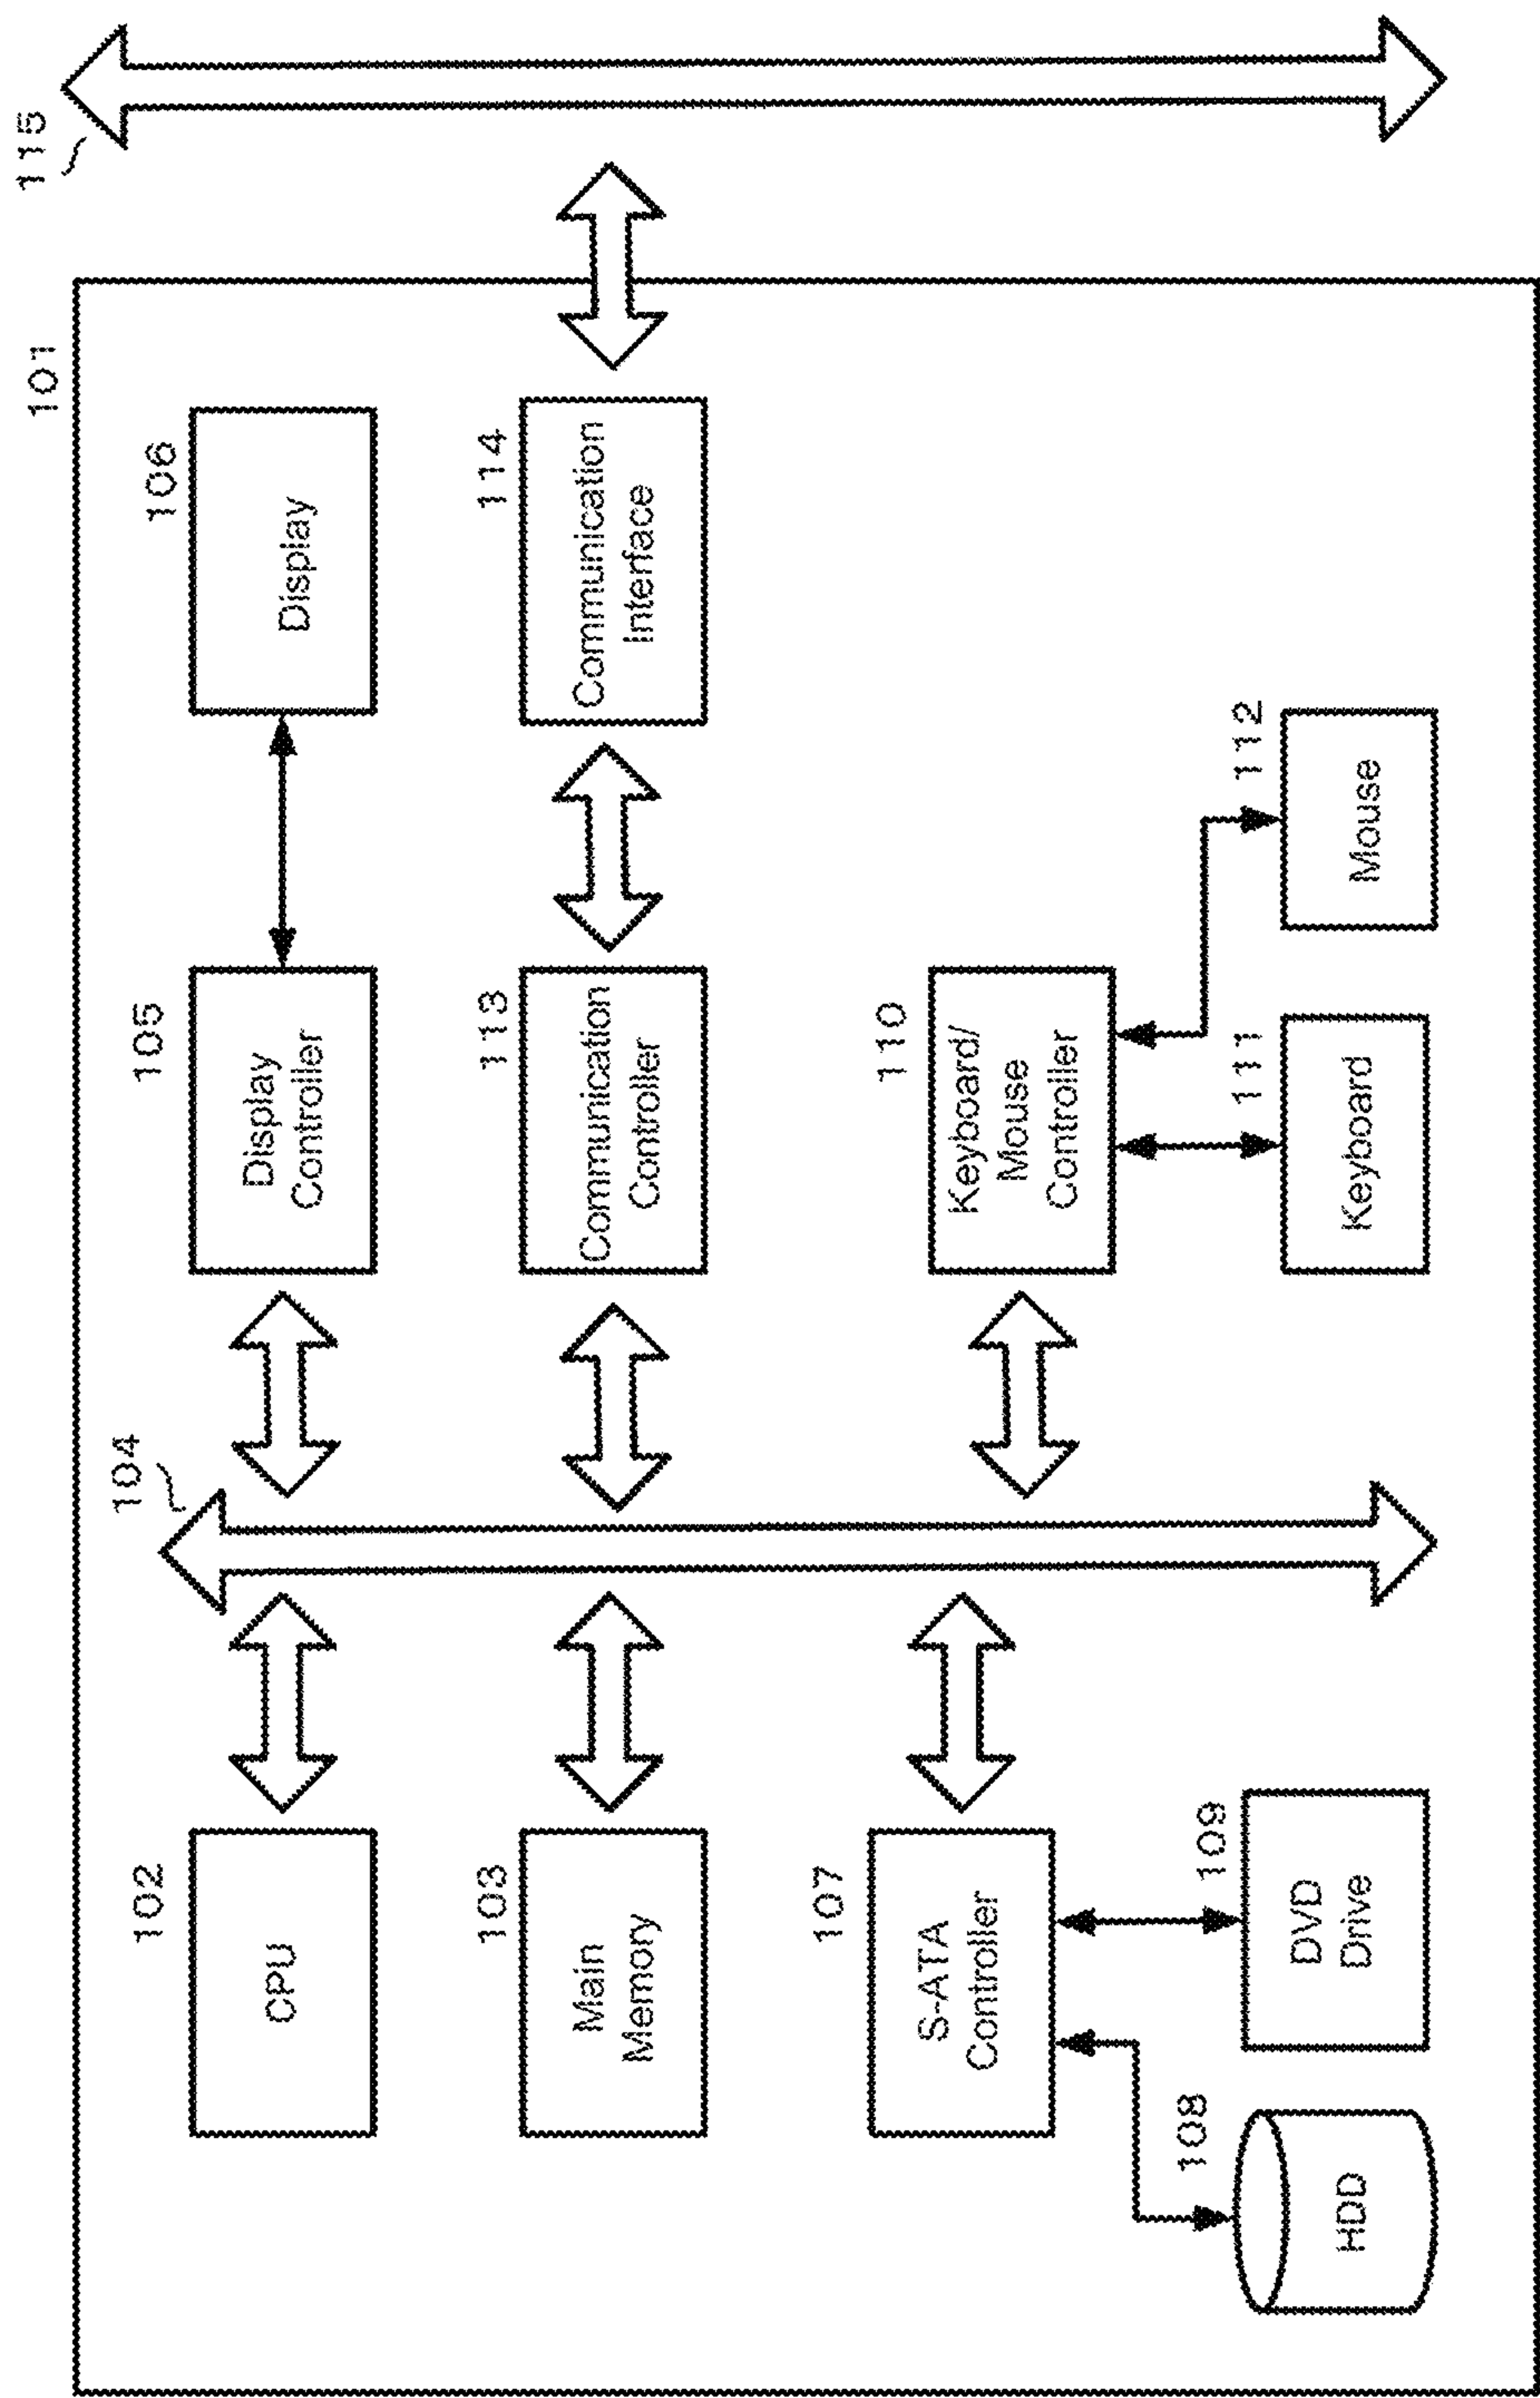 101
115
102
CPU
104
105
Display
Controller
106
Display
103
Main
Memory
113
Communication
Controller
114
Communication
Interface
107
S-ATA
Controller
110
Keyboard/
Mouse
Controller
108
HDD
109
DVD
Drive
111
Keyboard
112
Mouse